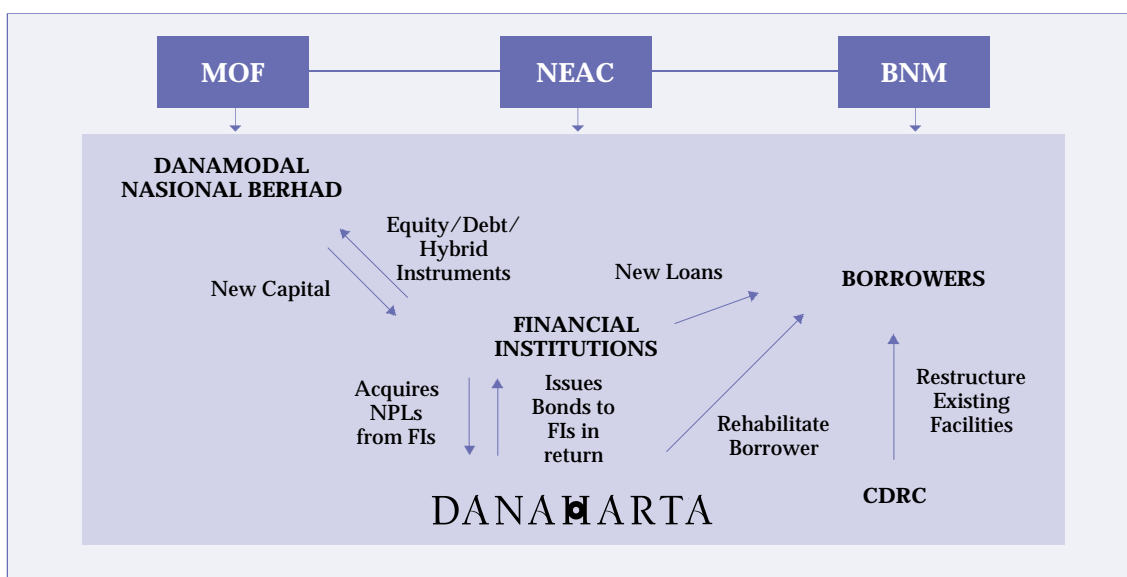 MOF
NEAC
BNM
DANAMODAL
NASIONAL BERHAD
Equity/Debt/
Hybrid
Instruments
New Capital
New Loans
BORROWERS
FINANCIAL
INSTITUTIONS
Acquires
NPLs
from FIs
Issues
Bonds to
FIs in
return
Rehabilitate
Borrower
Restructure
Existing
Facilities
CDRC
DANAHARTA